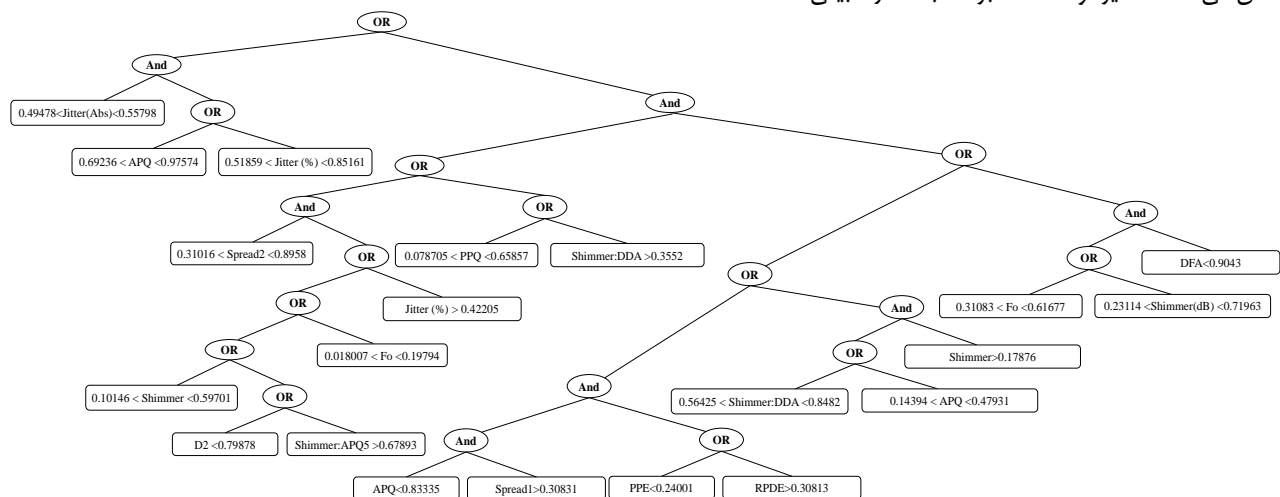 OR
And
And
0.49478<Jitter(Abs)<0.55798
OR
OR
OR
0.69236 < APQ <0.97574
0.51859 < Jitter (%) <0.85161
And
OR
And
0.31016 < Spread2 <0.8958
OR
0.078705 < PPQ <0.65857
Shimmer:DDA >0.3552
OR
DFA<0.9043
OR
OR
Jitter (%) > 0.42205
And
0.31083 < Fo <0.61677
0.23114 <Shimmer(dB) <0.71963
OR
0.018007 < Fo <0.19794
OR
Shimmer>0.17876
0.10146 < Shimmer <0.59701
OR
And
0.56425 < Shimmer:DDA <0.8482
0.14394 < APQ <0.47931
D2 <0.79878
Shimmer:APQ5 >0.67893
And
OR
APQ<0.83335
Spread1>0.30831
PPE<0.24001
RPDE>0.30813